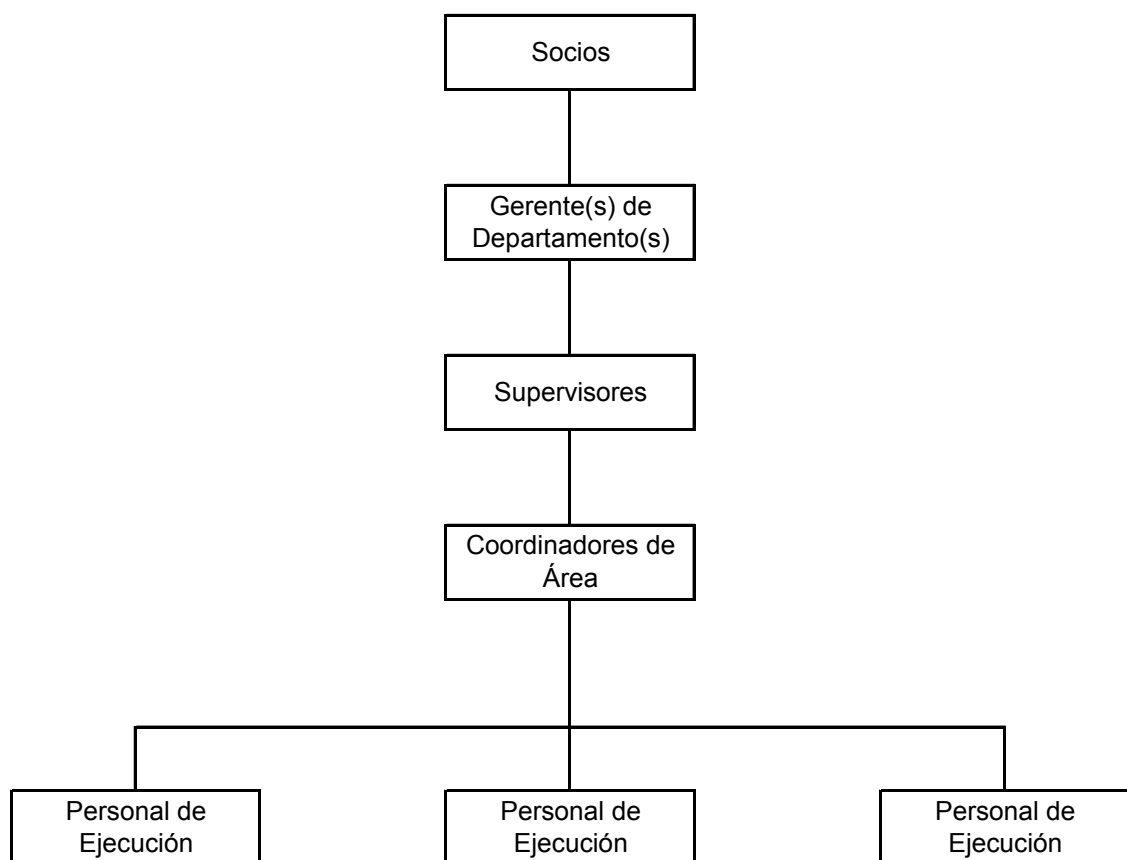 Socios
Gerente(s) de
Departamento(s)
Supervisores
Coordinadores de
Área
Personal de
Ejecución
Personal de
Ejecución
Personal de
Ejecución